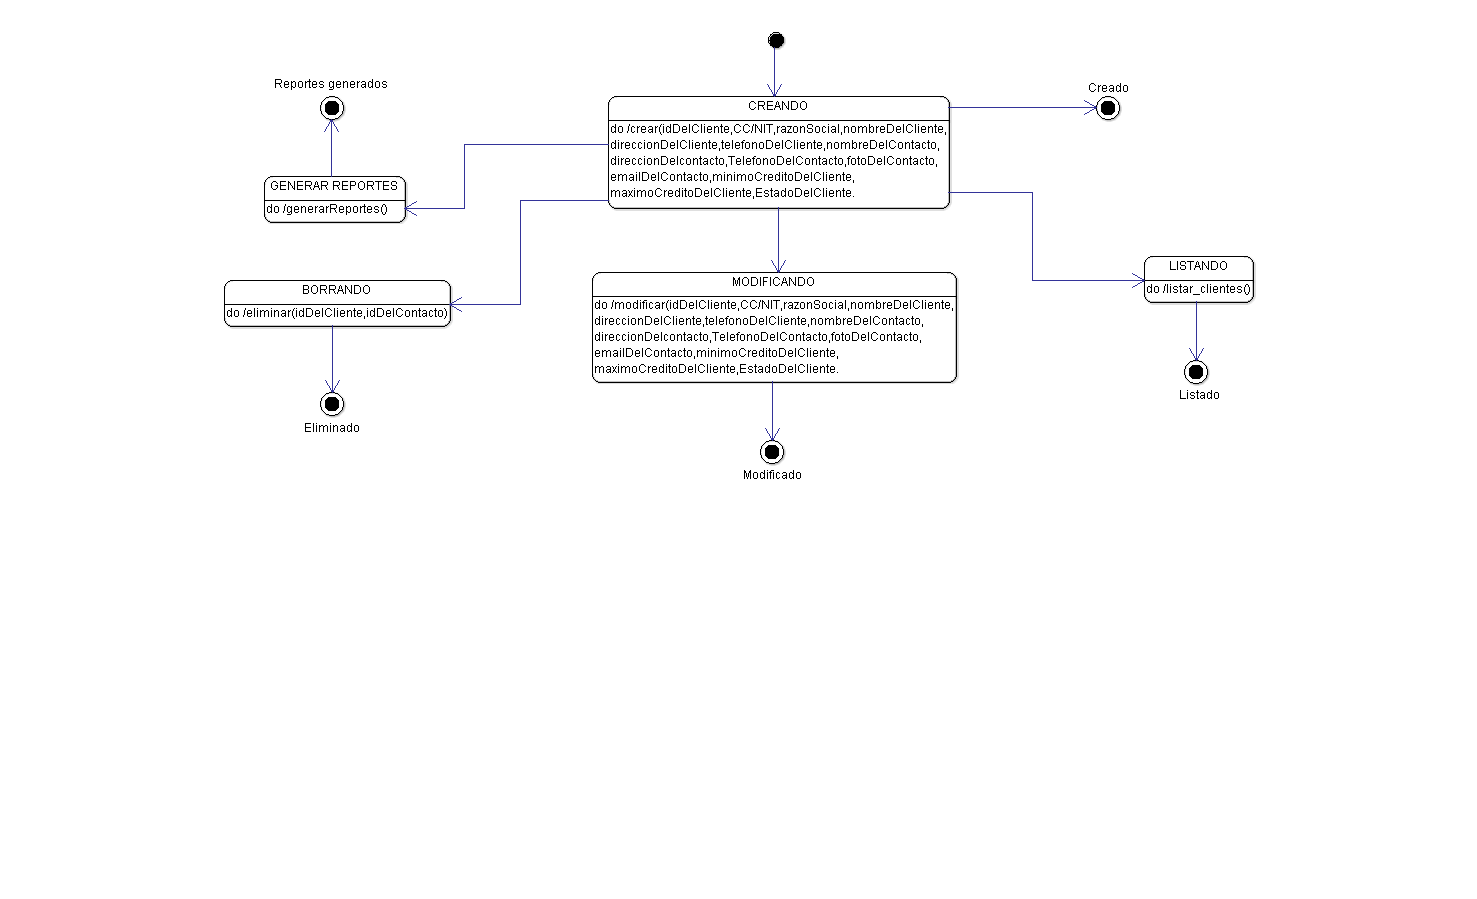 Reportes generados
Creado
CREANDO
do /crear(idDelCliente,CC/NIT,razonSocial,nombreDelCliente,
direccionDelCliente,telefonoDelCliente,nombreDelContacto,
direccionDelcontacto,TelefonoDelContacto,fotoDelContacto,
emailDelContacto,minimoCreditoDelCliente,
maximoCreditoDelCliente,EstadoDelCliente.
GENERAR REPORTES
do /generarReportes()
BORRANDO
do /eliminar(idDelCliente,idDelContacto)
Eliminado
MODIFICANDO
do /modificar(idDelCliente,CC/NIT,razonSocial,nombreDelCliente,
direccionDelCliente,telefonoDelCliente,nombreDelContacto,
direccionDelcontacto,TelefonoDelContacto,fotoDelContacto,
emailDelContacto,minimoCreditoDelCliente,
maximoCreditoDelCliente,EstadoDelCliente.
Modificado
LISTANDO
do /listar_clientes()
Listado